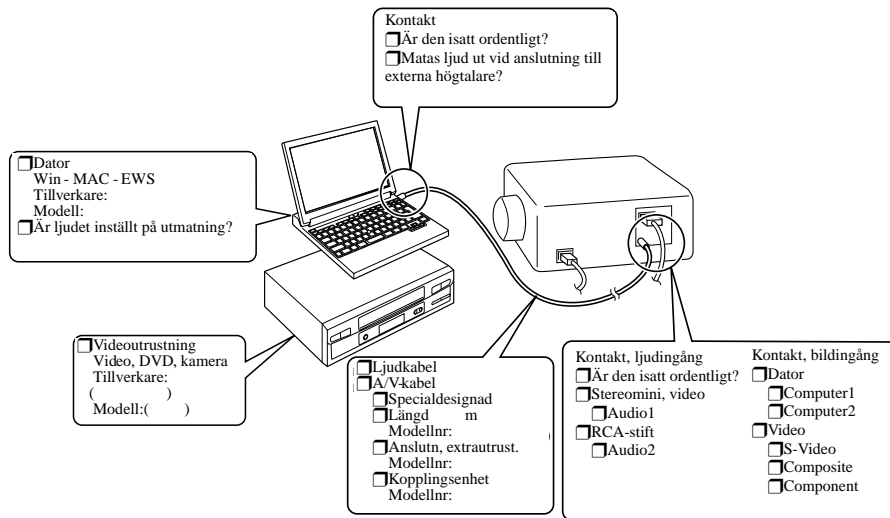 Kontakt
❒Är den isatt ordentligt?
❒Matas ljud ut vid anslutning till
externa högtalare?
❒Dator
Win - MAC - EWS
Tillverkare:
Modell:
❒Är ljudet inställt på utmatning?
❒Videoutrustning
Video, DVD, kamera
Tillverkare:
( )
Modell:( )
❒Ljudkabel
❒A/V-kabel
❒Specialdesignad
❒Längd m
Modellnr: )
❒Anslutn, extrautrust.
Modellnr:
❒Kopplingsenhet
Modellnr:
Kontakt, ljudingång
❒Är den isatt ordentligt?
❒Stereomini, video
❒Audio1
❒RCA-stift
❒Audio2
Kontakt, bildingång
❒Dator
❒Computer1
❒Computer2
❒Video
❒S-Video
❒Composite
❒Component